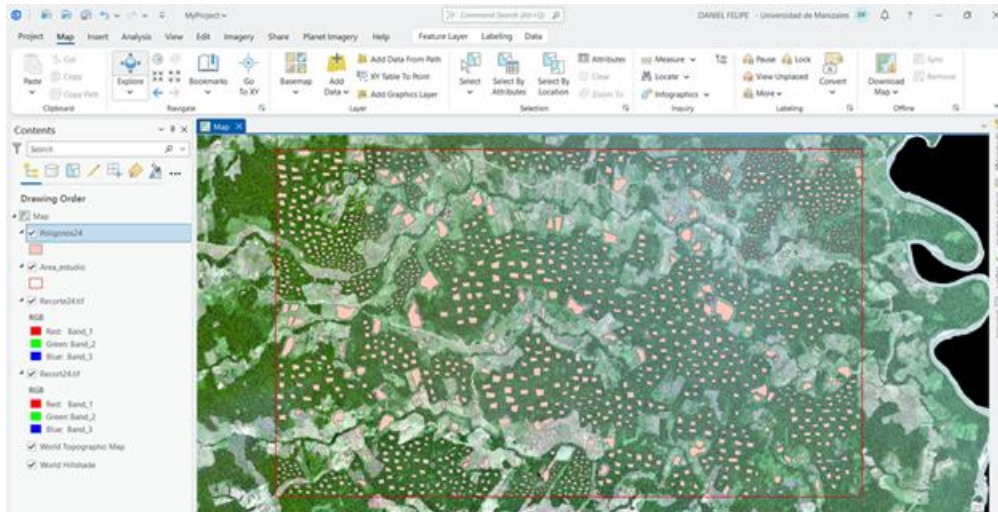 MyProject
Command Search (Alt+Q)
DANIEL FELIPE - Universidad de Manizales DF ?
Project Map Insert Analysis View Edit Imagery Share Planet Imagery Help Feature Layer Labeling Data
Cut
Copy
Copy Path
Paste
Clipboard
Explore
Bookmarks
Go To XY
Navigate
Basemap
Add Data
Add Data From Path
XY Table To Point
Add Graphics Layer
Layer
Select
Select By Attributes
Select By Location
Attributes
Clear
Zoom To
Selection
Measure
Locate
Infographics
Inquiry
Pause Lock
View Unplaced
More
Convert
Labeling
Download Map
Sync
Remove
Offline
Contents
Map
Search
Drawing Order
Map
Poligonos24
Area_estudio
Recorte24.tif
RGB
Red: Band_1
Green: Band_2
Blue: Band_3
Recort24.tif
RGB
Red: Band_1
Green: Band_2
Blue: Band_3
World Topographic Map
World Hillshade